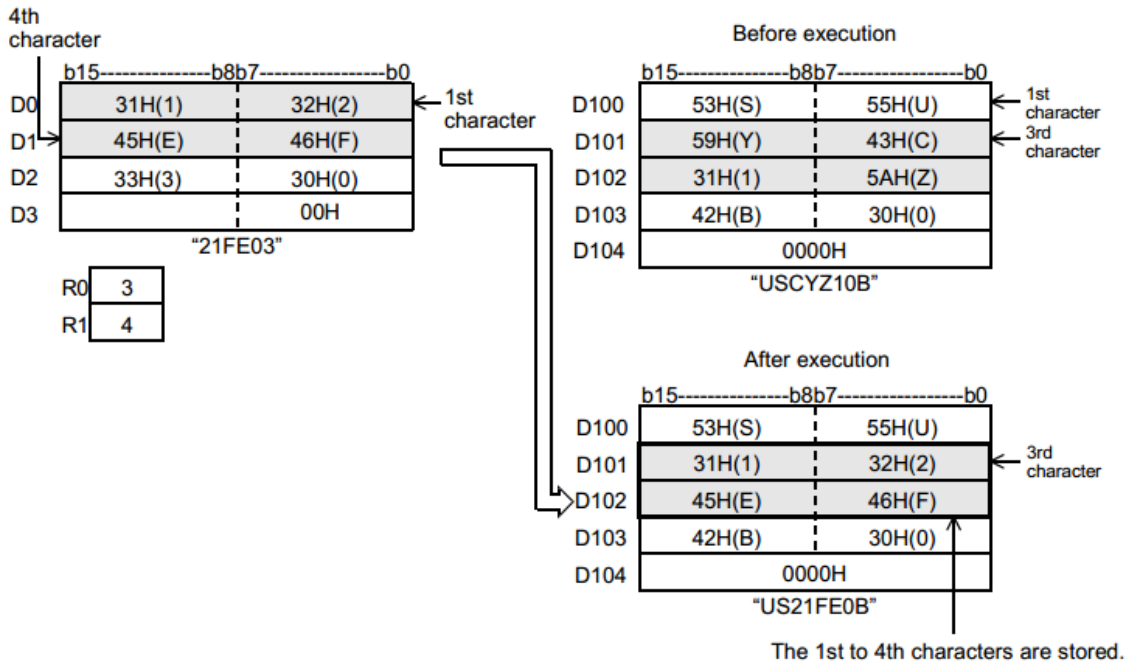 4th
character
b15---------------b8b7-----------------b0
D0 31H(1) 32H(2)
1st
character
D1 45H(E) 46H(F)
D2 33H(3) 30H(0)
D3 00H
“21FE03”
R0 3
R1 4
Before execution
b15---------------b8b7-----------------b0
D100 53H(S) 55H(U)
1st
character
D101 59H(Y) 43H(C)
3rd
character
D102 31H(1) 5AH(Z)
D103 42H(B) 30H(0)
D104 0000H
“USCYZ10B”
After execution
b15---------------b8b7-----------------b0
D100 53H(S) 55H(U)
D101 31H(1) 32H(2)
3rd
character
D102 45H(E) 46H(F)
D103 42H(B) 30H(0)
D104 0000H
“US21FE0B”
The 1st to 4th characters are stored.